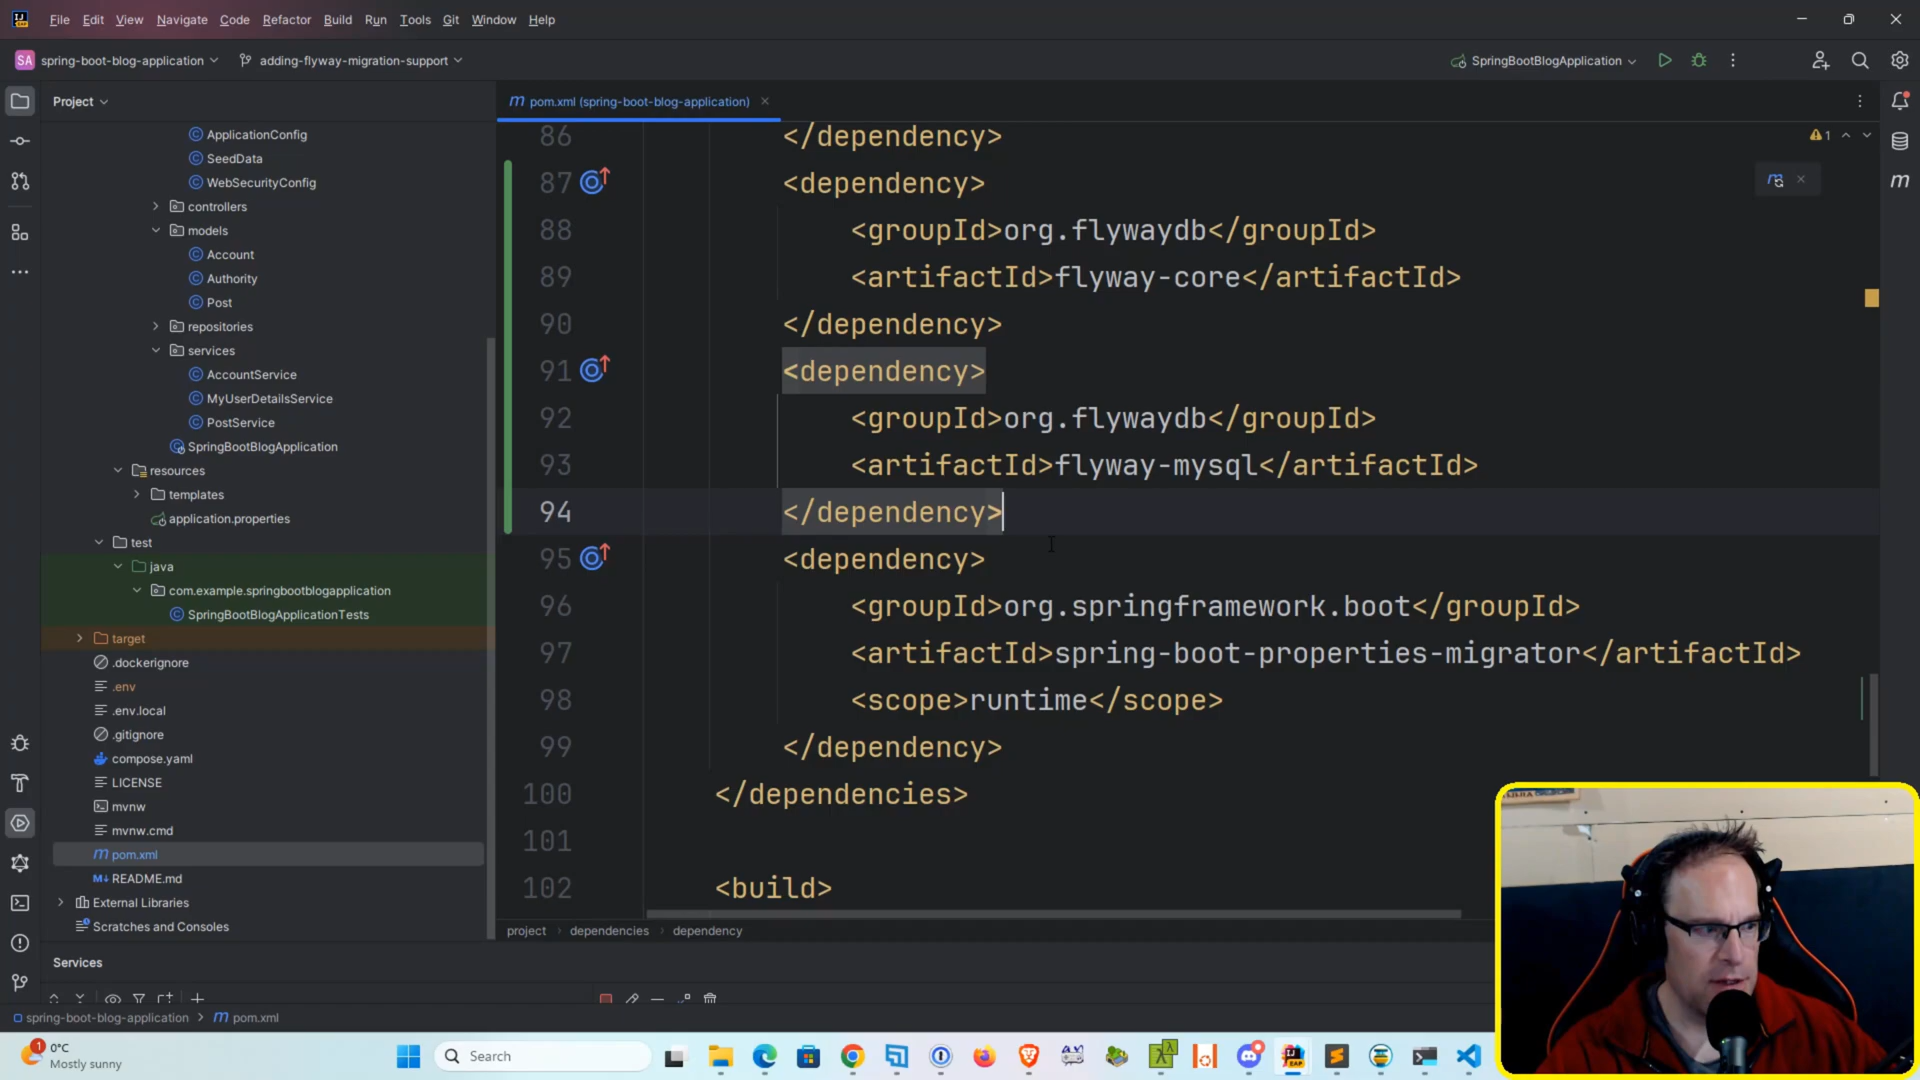 File Edit View Navigate Code Refactor Build Run Tools Git Window Help
SA spring-boot-blog-application adding-flyway-migration-support SpringBootBlogApplication
Project
pom.xml (spring-boot-blog-application)
ApplicationConfig
SeedData
WebSecurityConfig
controllers
models
Account
Authority
Post
repositories
services
AccountService
MyUserDetailsService
PostService
SpringBootBlogApplication
resources
templates
application.properties
test
java
com.example.springbootblogapplication
SpringBootBlogApplicationTests
target
.dockerignore
.env
.env.local
.gitignore
compose.yaml
LICENSE
mvnw
mvnw.cmd
pom.xml
README.md
External Libraries
Scratches and Consoles
1
86 </dependency>
87 <dependency>
88 <groupId>org.flywaydb</groupId>
89 <artifactId>flyway-core</artifactId>
90 </dependency>
91 <dependency>
92 <groupId>org.flywaydb</groupId>
93 <artifactId>flyway-mysql</artifactId>
94 </dependency>
95 <dependency>
96 <groupId>org.springframework.boot</groupId>
97 <artifactId>spring-boot-properties-migrator</artifactId>
98 <scope>runtime</scope>
99 </dependency>
100 </dependencies>
101
102 <build>
project dependencies dependency
Services
spring-boot-blog-application > pom.xml
1
0°C
Mostly sunny
Search